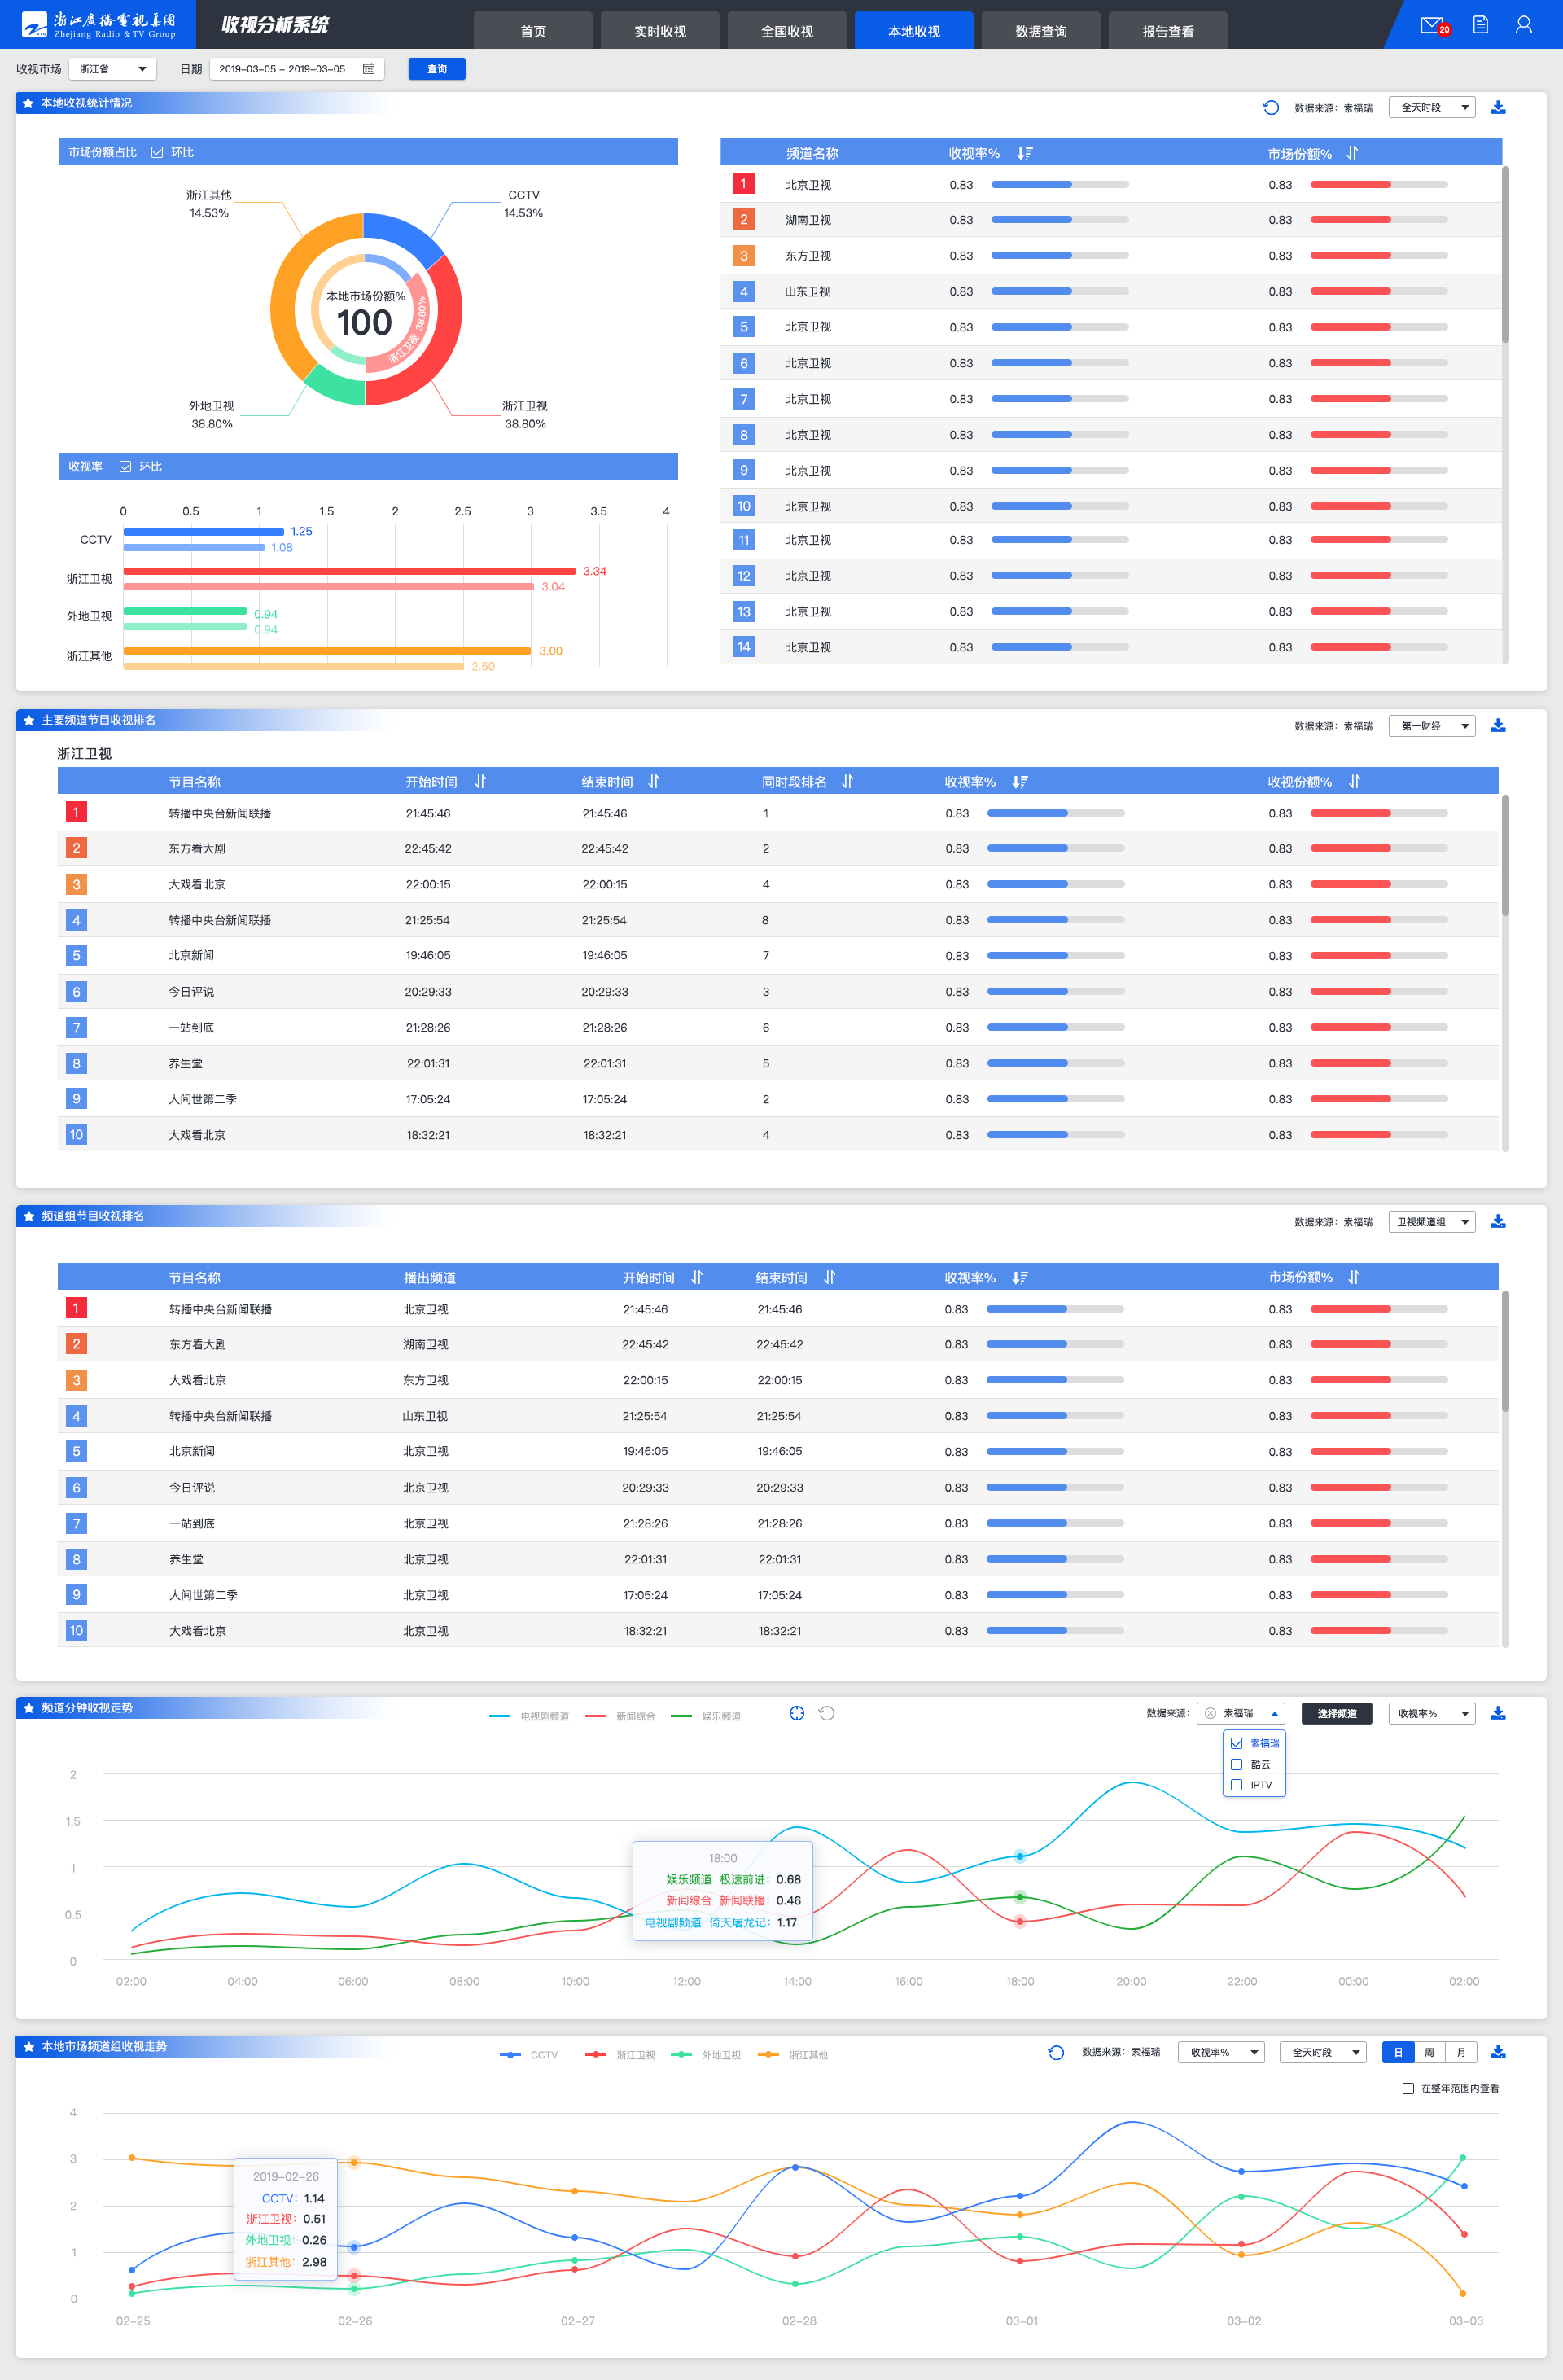 浙江广播电视集团
Zhejiang Radio & TV Group
收视分析系统
首页 实时收视 全国收视 本地收视 数据查询 报告查看
20
收视市场 浙江省 日期 2019-03-05 - 2019-03-05 查询
本地收视统计情况
数据来源：索福瑞 全天时段
市场份额占比 环比
浙江其他
14.53%
CCTV
14.53%
本地市场份额%
100
浙江卫视 38.80%
外地卫视
38.80%
浙江卫视
38.80%
收视率 环比
0 0.5 1 1.5 2 2.5 3 3.5 4
CCTV 1.25
1.08
浙江卫视 3.34
3.04
外地卫视 0.94
0.94
浙江其他 3.00
2.50
频道名称 收视率% 市场份额%
1 北京卫视 0.83 0.83
2 湖南卫视 0.83 0.83
3 东方卫视 0.83 0.83
4 山东卫视 0.83 0.83
5 北京卫视 0.83 0.83
6 北京卫视 0.83 0.83
7 北京卫视 0.83 0.83
8 北京卫视 0.83 0.83
9 北京卫视 0.83 0.83
10 北京卫视 0.83 0.83
11 北京卫视 0.83 0.83
12 北京卫视 0.83 0.83
13 北京卫视 0.83 0.83
14 北京卫视 0.83 0.83
主要频道节目收视排名
数据来源：索福瑞 第一财经
浙江卫视
节目名称 开始时间 结束时间 同时段排名 收视率% 收视份额%
1 转播中央台新闻联播 21:45:46 21:45:46 1 0.83 0.83
2 东方看大剧 22:45:42 22:45:42 2 0.83 0.83
3 大戏看北京 22:00:15 22:00:15 4 0.83 0.83
4 转播中央台新闻联播 21:25:54 21:25:54 8 0.83 0.83
5 北京新闻 19:46:05 19:46:05 7 0.83 0.83
6 今日评说 20:29:33 20:29:33 3 0.83 0.83
7 一站到底 21:28:26 21:28:26 6 0.83 0.83
8 养生堂 22:01:31 22:01:31 5 0.83 0.83
9 人间世第二季 17:05:24 17:05:24 2 0.83 0.83
10 大戏看北京 18:32:21 18:32:21 4 0.83 0.83
频道组节目收视排名
数据来源：索福瑞 卫视频道组
节目名称 播出频道 开始时间 结束时间 收视率% 市场份额%
1 转播中央台新闻联播 北京卫视 21:45:46 21:45:46 0.83 0.83
2 东方看大剧 湖南卫视 22:45:42 22:45:42 0.83 0.83
3 大戏看北京 东方卫视 22:00:15 22:00:15 0.83 0.83
4 转播中央台新闻联播 山东卫视 21:25:54 21:25:54 0.83 0.83
5 北京新闻 北京卫视 19:46:05 19:46:05 0.83 0.83
6 今日评说 北京卫视 20:29:33 20:29:33 0.83 0.83
7 一站到底 北京卫视 21:28:26 21:28:26 0.83 0.83
8 养生堂 北京卫视 22:01:31 22:01:31 0.83 0.83
9 人间世第二季 北京卫视 17:05:24 17:05:24 0.83 0.83
10 大戏看北京 北京卫视 18:32:21 18:32:21 0.83 0.83
频道分钟收视走势
电视剧频道 新闻综合 娱乐频道
数据来源： 索福瑞 选择频道 收视率%
索福瑞
酷云
IPTV
2
1.5
1
0.5
0
18:00
娱乐频道 极速前进：0.68
新闻综合 新闻联播：0.46
电视剧频道 倚天屠龙记：1.17
02:00 04:00 06:00 08:00 10:00 12:00 14:00 16:00 18:00 20:00 22:00 00:00 02:00
本地市场频道组收视走势
CCTV 浙江卫视 外地卫视 浙江其他
数据来源：索福瑞 收视率% 全天时段 日 周 月
在整年范围内查看
4
3
2
1
0
2019-02-26
CCTV：1.14
浙江卫视：0.51
外地卫视：0.26
浙江其他：2.98
02-25 02-26 02-27 02-28 03-01 03-02 03-03